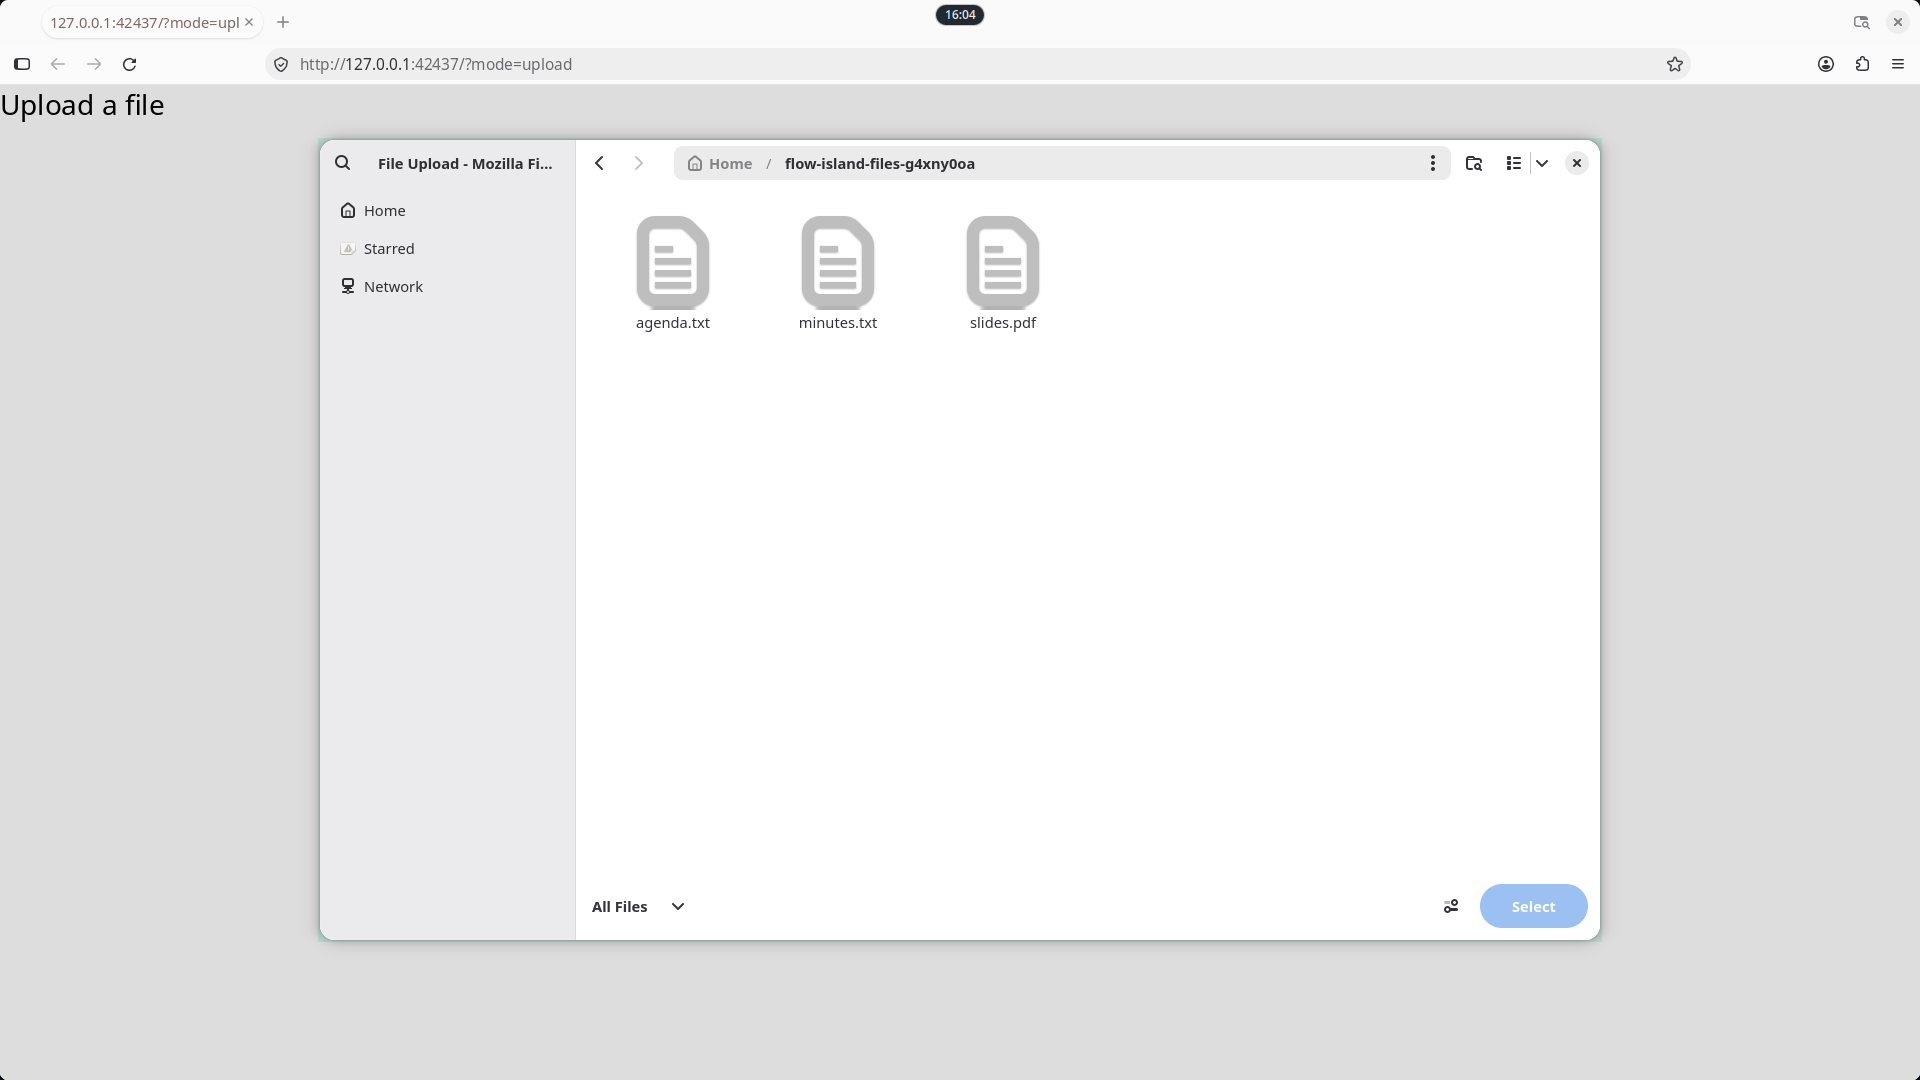 127.0.0.1:42437/?mode=upl
16:04
http://127.0.0.1:42437/?mode=upload
Upload a file
File Upload - Mozilla Fi...
Home / flow-island-files-g4xny0oa
Home
Starred
Network
agenda.txt
minutes.txt
slides.pdf
All Files
Select